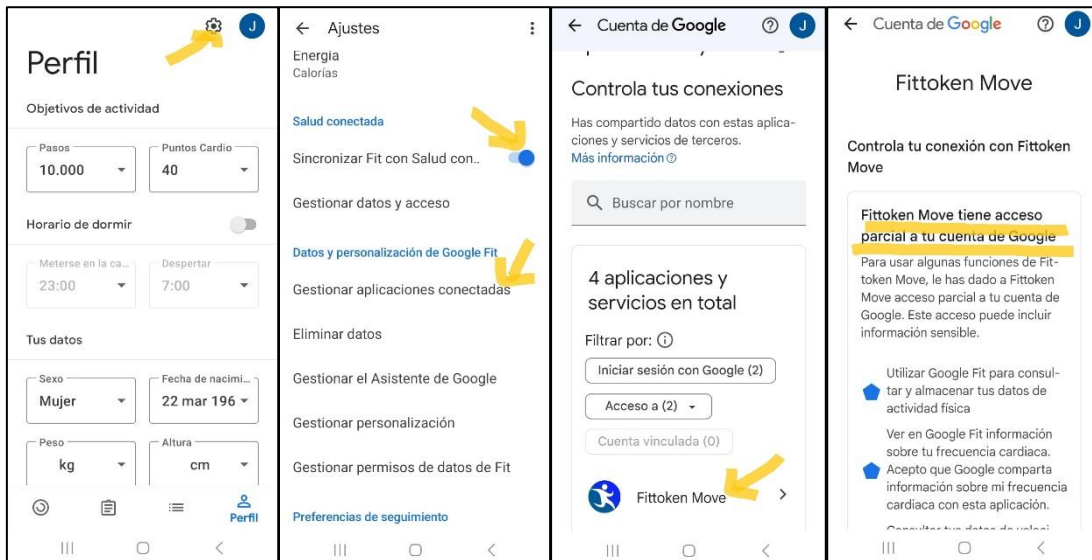 J
Perfil
Objetivos de actividad
Pasos
Puntos Cardio
10.000
40
Horario de dormir
Meterse en la ca...
Despertar
23:00
7:00
Tus datos
Sexo
Fecha de nacimi...
Mujer
22 mar 196
Peso
Altura
kg
cm
Perfil
Ajustes
Energía
Calorías
Salud conectada
Sincronizar Fit con Salud con..
Gestionar datos y acceso
Datos y personalización de Google Fit
Gestionar aplicaciones conectadas
Eliminar datos
Gestionar el Asistente de Google
Gestionar personalización
Gestionar permisos de datos de Fit
Preferencias de seguimiento
Cuenta de Google
J
Controla tus conexiones
Has compartido datos con estas aplica-
ciones y servicios de terceros.
Más información
Buscar por nombre
4 aplicaciones y
servicios en total
Filtrar por:
Iniciar sesión con Google (2)
Acceso a (2)
Cuenta vinculada (0)
Fittoken Move
Cuenta de Google
J
Fittoken Move
Controla tu conexión con Fittoken
Move
Fittoken Move tiene acceso
parcial a tu cuenta de Google
Para usar algunas funciones de Fit-
token Move, le has dado a Fittoken
Move acceso parcial a tu cuenta de
Google. Este acceso puede incluir
información sensible.
Utilizar Google Fit para consul-
tar y almacenar tus datos de
actividad física
Ver en Google Fit información
sobre tu frecuencia cardiaca.
Acepto que Google comparta
información sobre mi frecuencia
cardiaca con esta aplicación.
Consultar tus datos de veloci